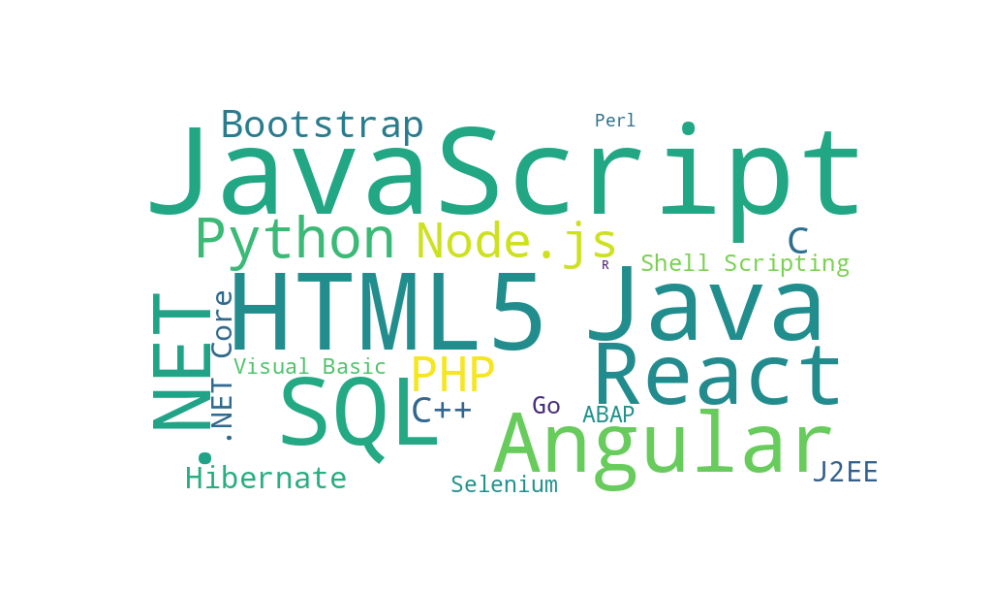 Bootstrap
Perl
JavaScript
Python
Node.js
C
R
Shell Scripting
.NET
.NET Core
HTML5
Java
Visual Basic
PHP
React
SQL
C++
Go
ABAP
Angular
Hibernate
Selenium
J2EE